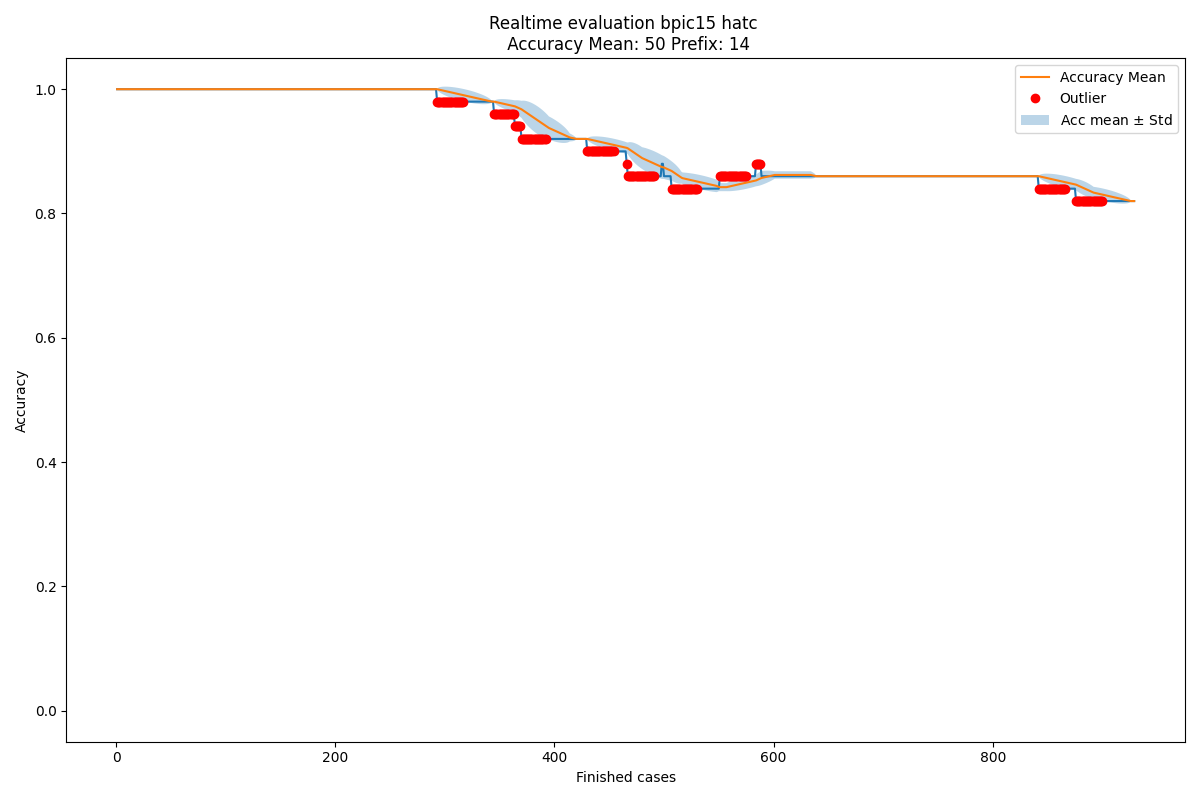 Realtime evaluation bpic15 hatc
Accuracy Mean: 50 Prefix: 14
Accuracy Mean
Outlier
Acc mean ± Std
1.0
0.8
0.6
0.4
0.2
0.0
Accuracy
0
200
400
600
800
Finished cases